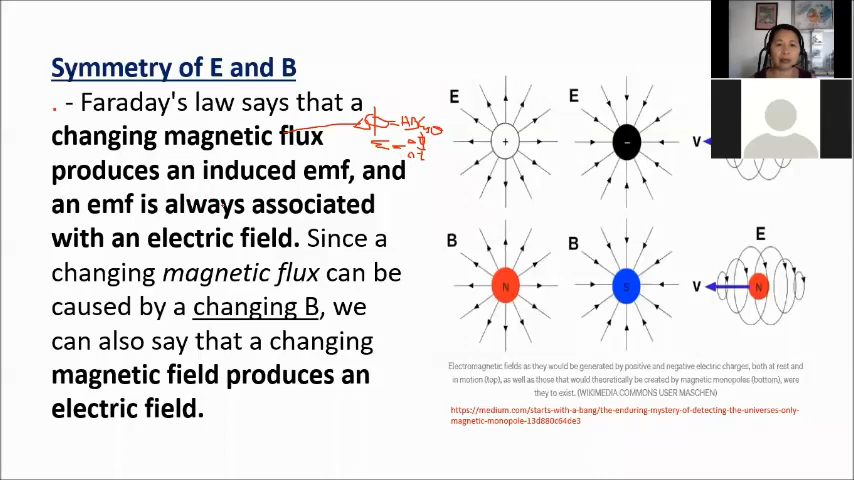 Symmetry of E and B
. - Faraday's law says that a
changing magnetic flux
produces an induced emf, and
an emf is always associated
with an electric field. Since a
changing magnetic flux can be
caused by a changing B, we
can also say that a changing
magnetic field produces an
electric field.
E
E
+
−
V
B
B
E
N
S
V
N
Electromagnetic fields as they would be generated by positive and negative electric charges, both at rest and
in motion (top), as well as those that would theoretically be created by magnetic monopoles (bottom), were
they to exist. (WIKIMEDIA COMMONS USER MASCHEN)
https://medium.com/starts-with-a-bang/the-enduring-mystery-of-detecting-the-universes-only-
magnetic-monopole-13d880c64de3